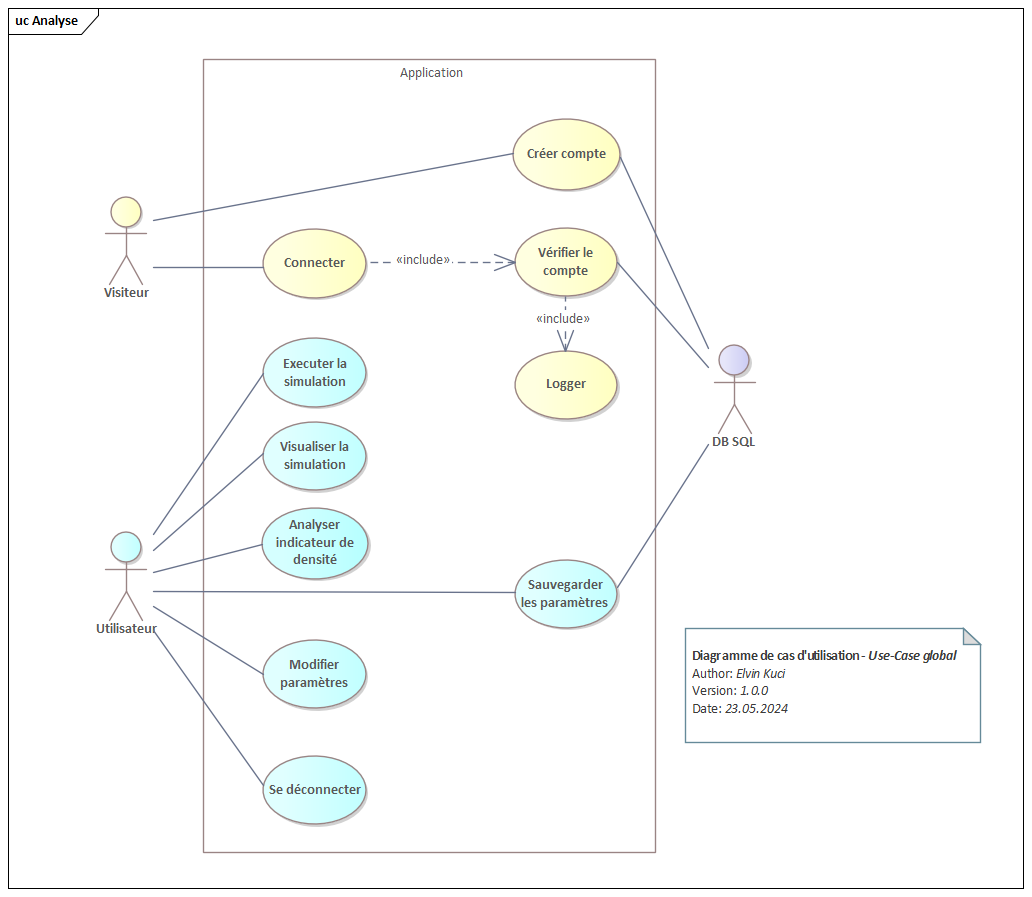 uc Analyse
Application
Créer compte
Visiteur
Connecter
«include»
Vérifier le
compte
«include»
Logger
Executer la
simulation
Visualiser la
simulation
Analyser
indicateur de
densité
DB SQL
Utilisateur
Sauvegarder
les paramètres
Modifier
paramètres
Se déconnecter
Diagramme de cas d'utilisation - Use-Case global
Author: Elvin Kuci
Version: 1.0.0
Date: 23.05.2024